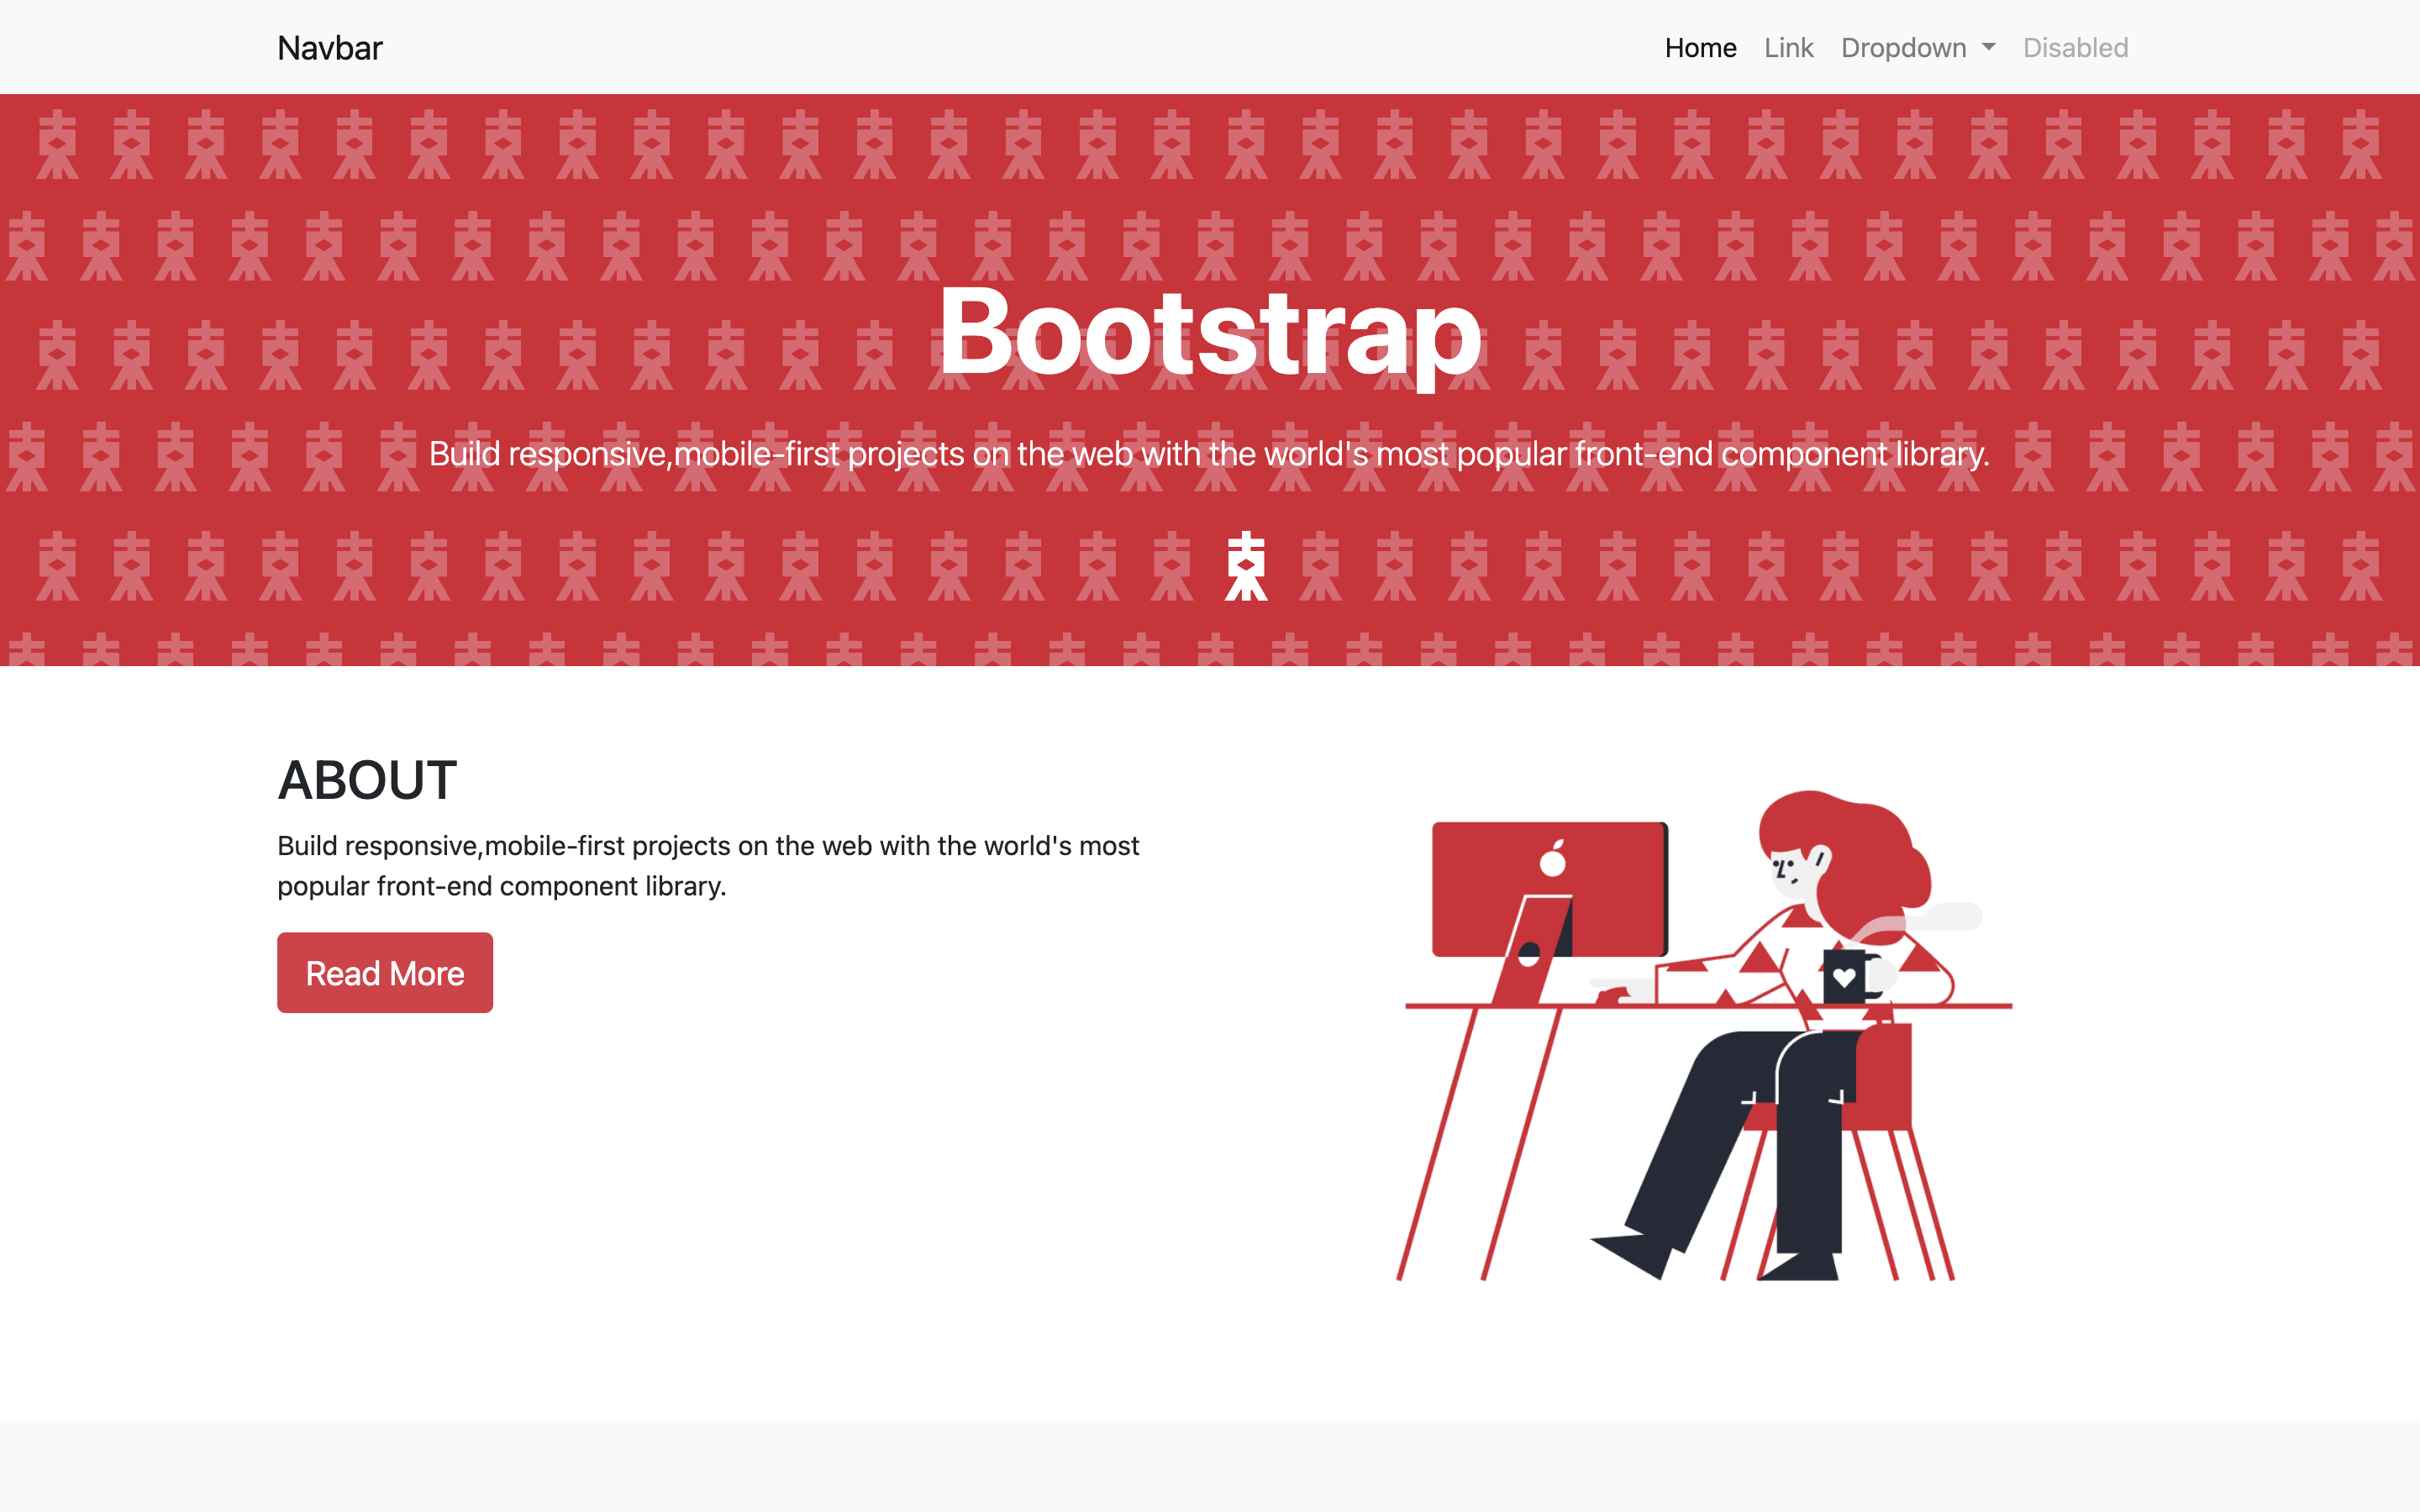 Navbar
Home Link Dropdown Disabled
Bootstrap
Build responsive,mobile-first projects on the web with the world's most popular front-end component library.
ABOUT
Build responsive,mobile-first projects on the web with the world's most
popular front-end component library.
Read More